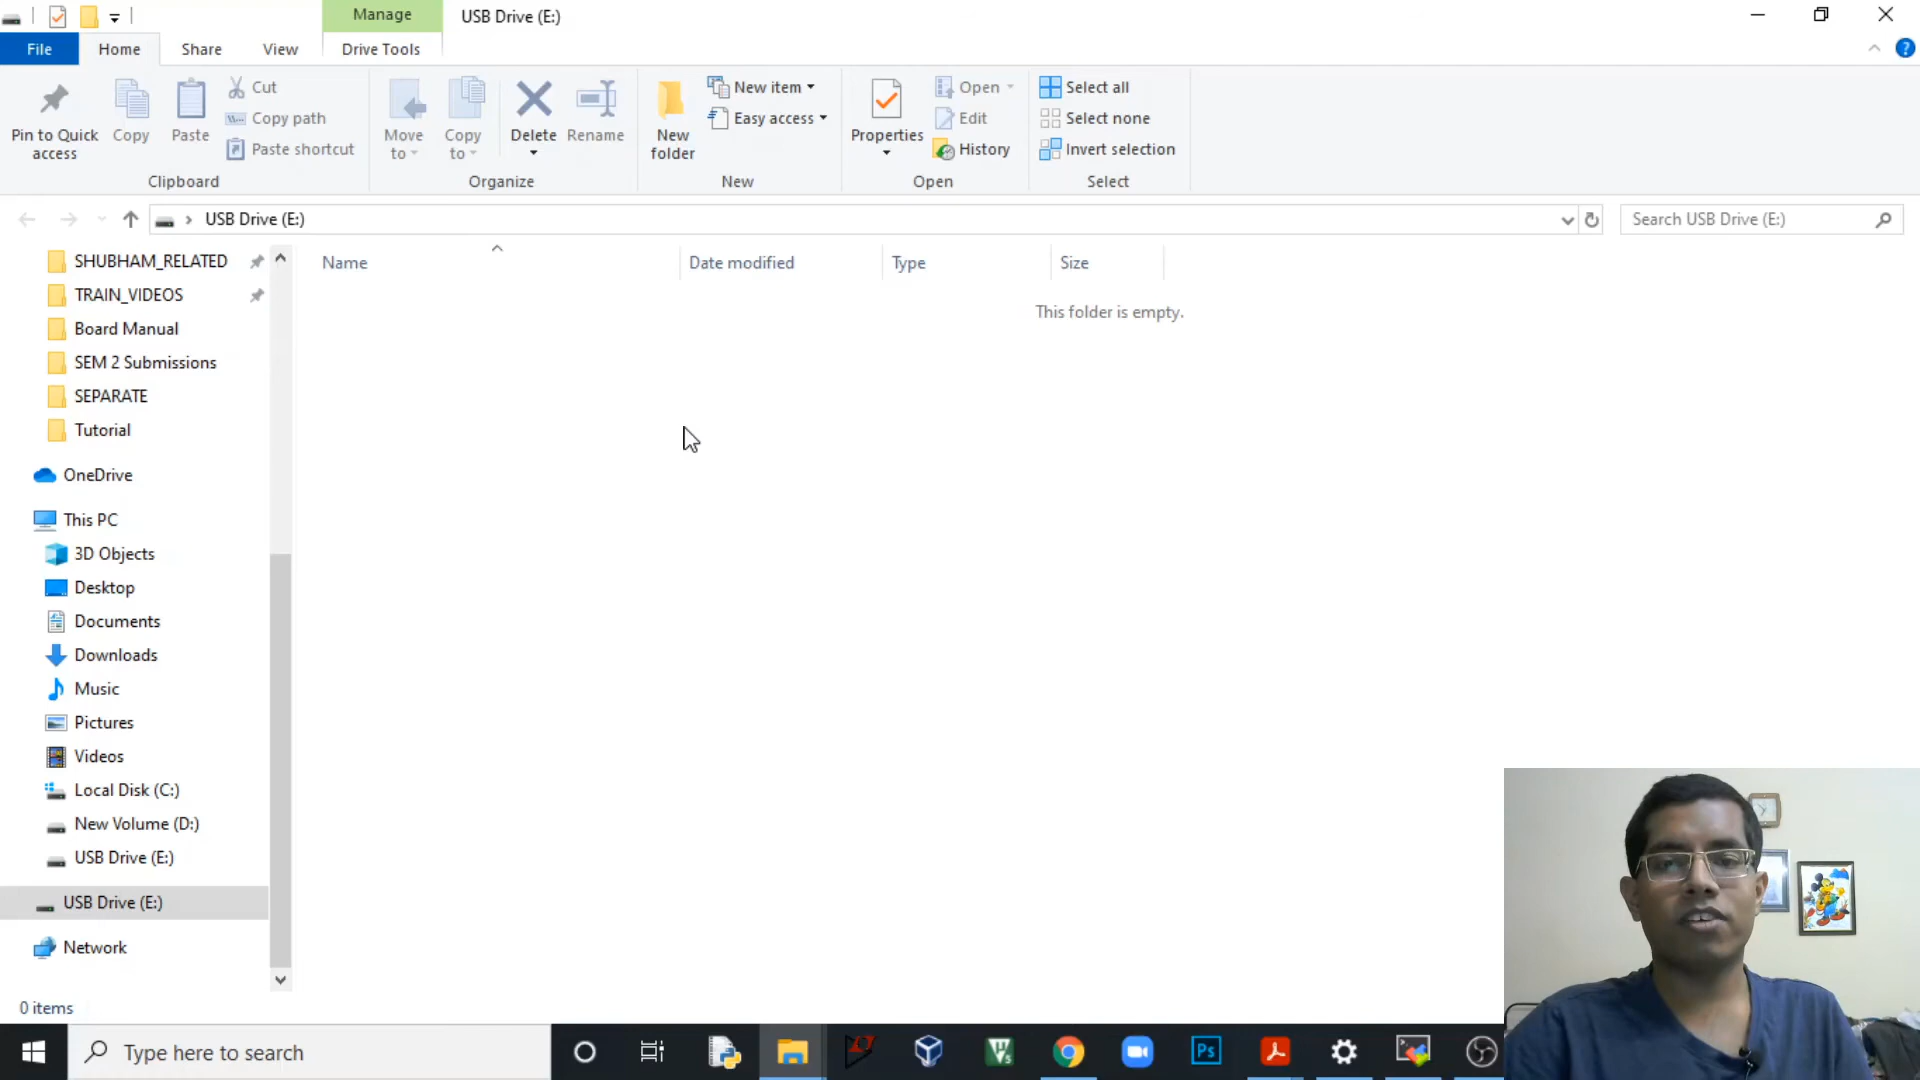 Manage
USB Drive (E:)
File
Home
Share
View
Drive Tools
Pin to Quick access
Copy
Paste
Cut
Copy path
Paste shortcut
Clipboard
Move to
Copy to
Delete
Rename
Organize
New folder
New item
Easy access
New
Properties
Open
Edit
History
Open
Select all
Select none
Invert selection
Select
USB Drive (E:)
Search USB Drive (E:)
Name
Date modified
Type
Size
This folder is empty.
SHUBHAM_RELATED
TRAIN_VIDEOS
Board Manual
SEM 2 Submissions
SEPARATE
Tutorial
OneDrive
This PC
3D Objects
Desktop
Documents
Downloads
Music
Pictures
Videos
Local Disk (C:)
New Volume (D:)
USB Drive (E:)
USB Drive (E:)
Network
0 items
Type here to search
Ps